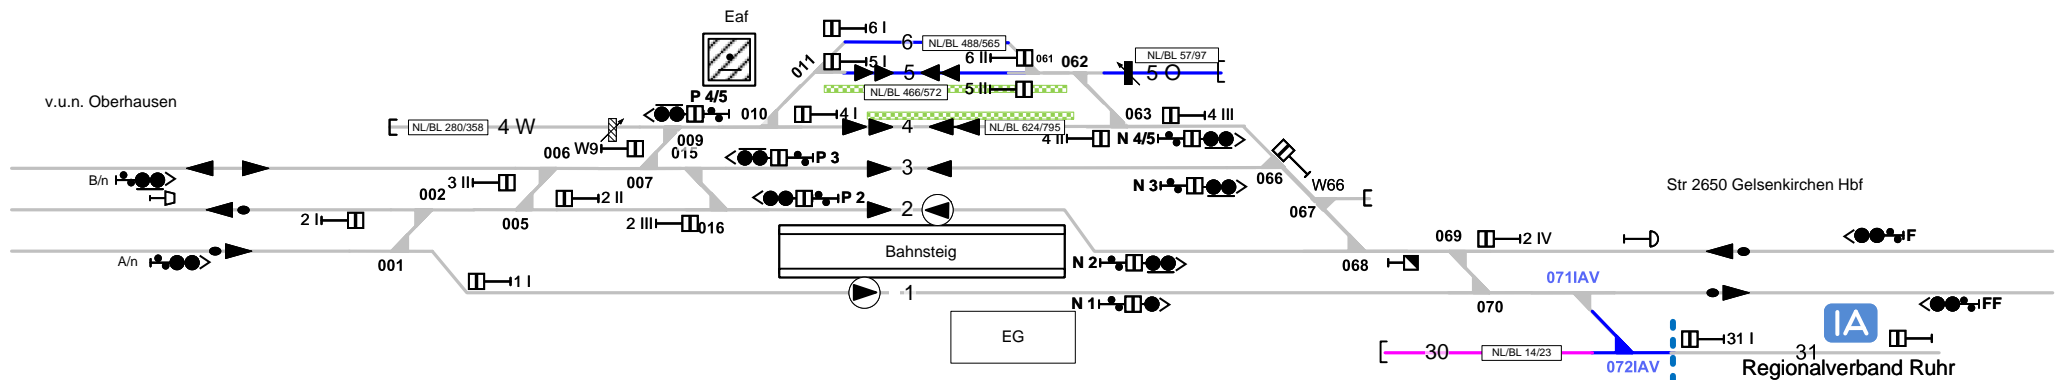 Eaf
6 I
6
NL/BL 488/565
6 II
061
062
NL/BL 57/97
011
5 I
5
5 O
NL/BL 466/572
5 II
v.u.n. Oberhausen
P 4/5
010
4 I
063
4 III
NL/BL 280/358
4 W
009
4
NL/BL 624/795
4 II
N 4/5
W9
015
006
P 3
007
3
066
W66
B/n
3 II
N 3
Str 2650 Gelsenkirchen Hbf
002
2 II
P 2
2
067
2 I
005
2 III
016
069
2 IV
F
A/n
001
Bahnsteig
N 2
068
1 I
071IAV
1
N 1
070
FF
EG
IA
31 I
30
NL/BL 14/23
31
072IAV
Regionalverband Ruhr